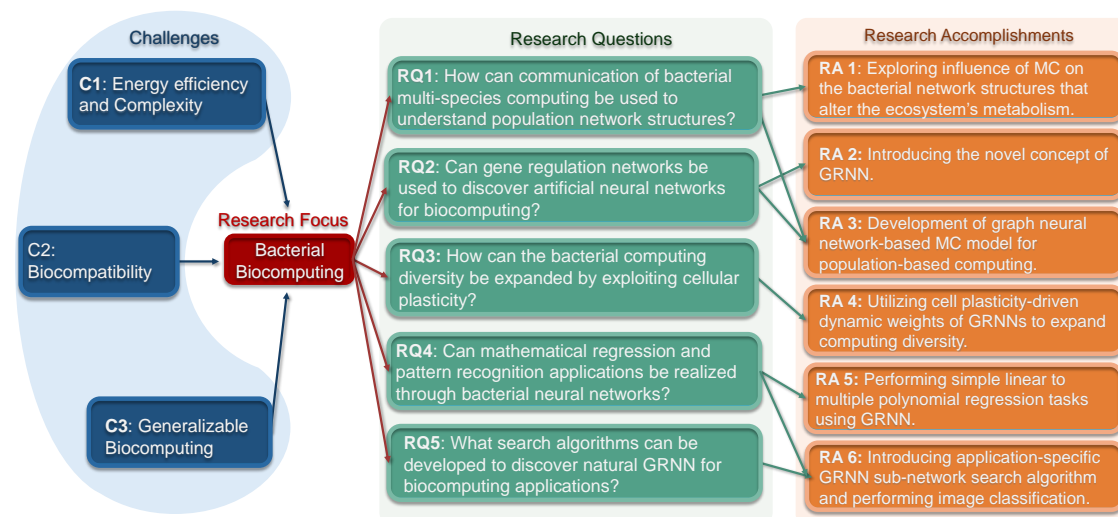 Challenges
C1: Energy efficiency
and Complexity
C2:
Biocompatibility
C3: Generalizable
Biocomputing
Research Focus
Bacterial
Biocomputing
Research Questions
RQ1: How can communication of bacterial
multi-species computing be used to
understand population network structures?
RQ2: Can gene regulation networks be
used to discover artificial neural networks
for biocomputing?
RQ3: How can the bacterial computing
diversity be expanded by exploiting cellular
plasticity?
RQ4: Can mathematical regression and
pattern recognition applications be realized
through bacterial neural networks?
RQ5: What search algorithms can be
developed to discover natural GRNN for
biocomputing applications?
Research Accomplishments
RA 1: Exploring influence of MC on
the bacterial network structures that
alter the ecosystem's metabolism.
RA 2: Introducing the novel concept of
GRNN.
RA 3: Development of graph neural
network-based MC model for
population-based computing.
RA 4: Utilizing cell plasticity-driven
dynamic weights of GRNNs to expand
computing diversity.
RA 5: Performing simple linear to
multiple polynomial regression tasks
using GRNN.
RA 6: Introducing application-specific
GRNN sub-network search algorithm
and performing image classification.